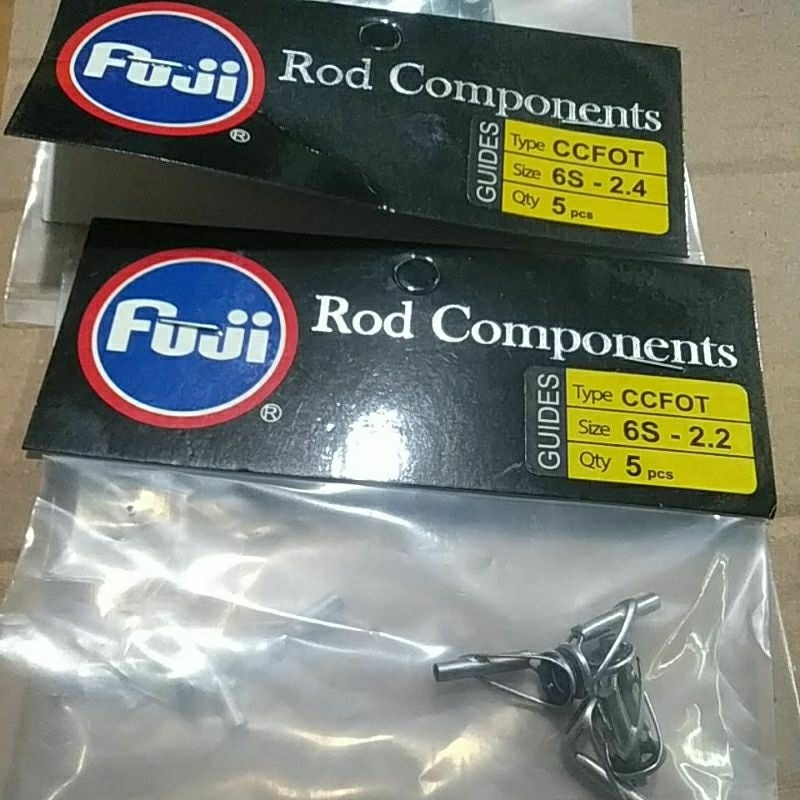 Fuji
®
Rod Components
GUIDES
Type CCFOT
Size 6S - 2.4
Qty 5 pcs
Fuji
®
Rod Components
GUIDES
Type CCFOT
Size 6S - 2.2
Qty 5 pcs